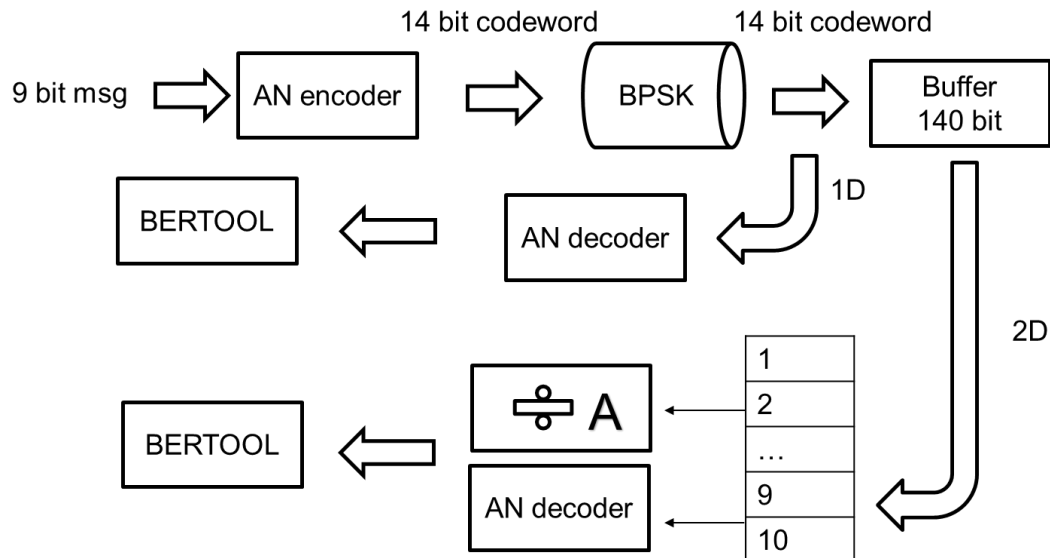 14 bit codeword
14 bit codeword
9 bit msg
AN encoder
BPSK
Buffer
140 bit
1D
BERTOOL
AN decoder
2D
1
÷ A
2
BERTOOL
…
AN decoder
9
10